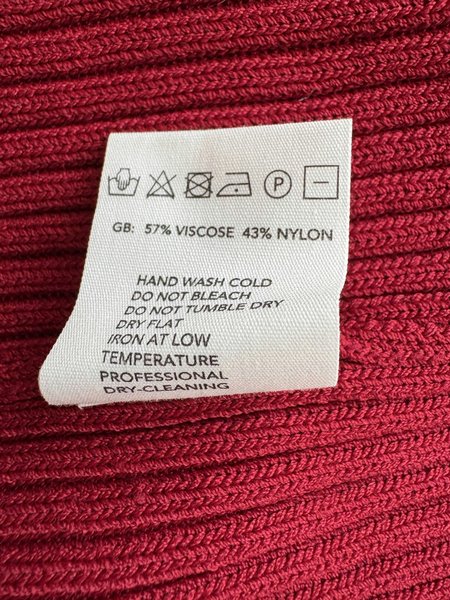 P
GB: 57% VISCOSE 43% NYLON
HAND WASH COLD
DO NOT BLEACH
DO NOT TUMBLE DRY
DRY FLAT
IRON AT LOW
TEMPERATURE
PROFESSIONAL
DRY-CLEANING